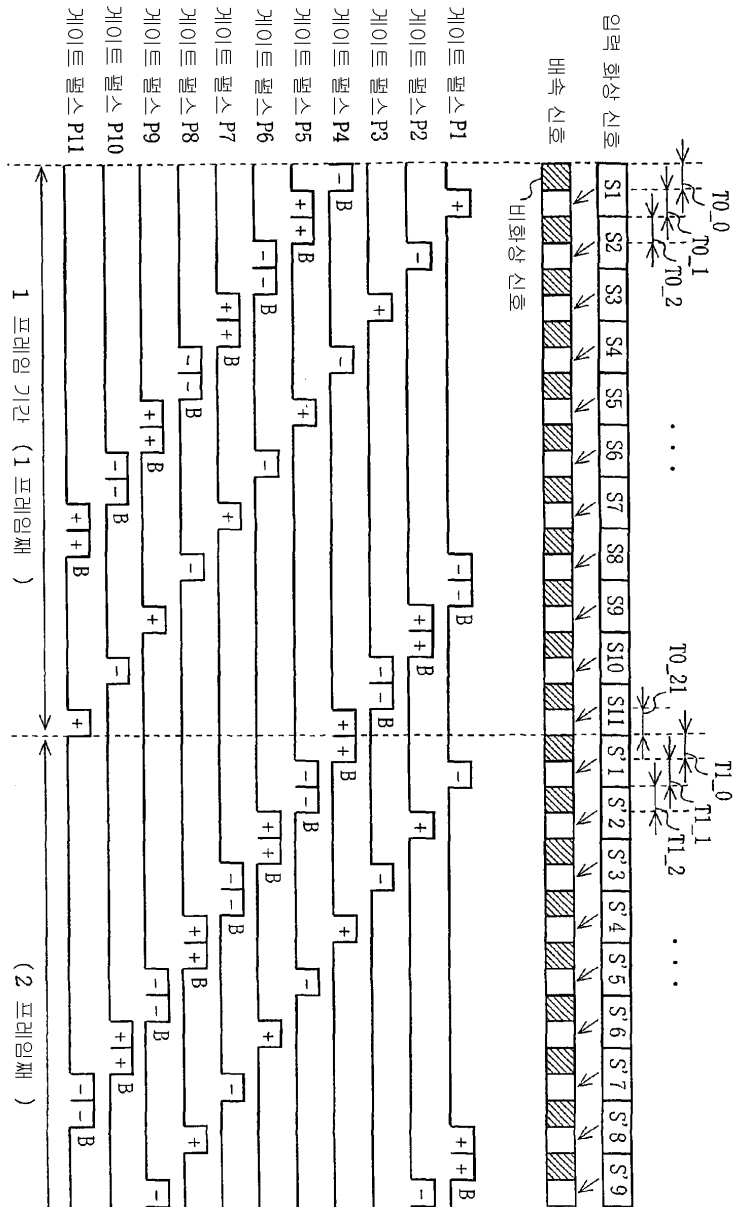 T0_0
T0_1
T0_2
T0_21
T1_0
T1_1
T1_2
입력 화상 신호 S1 S2 S3 S4 S5 S6 S7 S8 S9 S10 S11 S'1 S'2 S'3 S'4 S'5 S'6 S'7 S'8 S'9
... ...
배속 신호
비화상 신호
게이트 펄스 P1 + - - B - + + B
게이트 펄스 P2 - + + B + -
게이트 펄스 P3 + - - B -
게이트 펄스 P4 - B - + + B +
게이트 펄스 P5 + + B + - - B -
게이트 펄스 P6 - - B - + + B +
게이트 펄스 P7 + + B + - - B -
게이트 펄스 P8 - - B - + + B +
게이트 펄스 P9 + + B + - - B -
게이트 펄스 P10 - - B - + + B
게이트 펄스 P11 + + B + - - B
1 프레임 기간 (1 프레임째 )
(2 프레임째 )